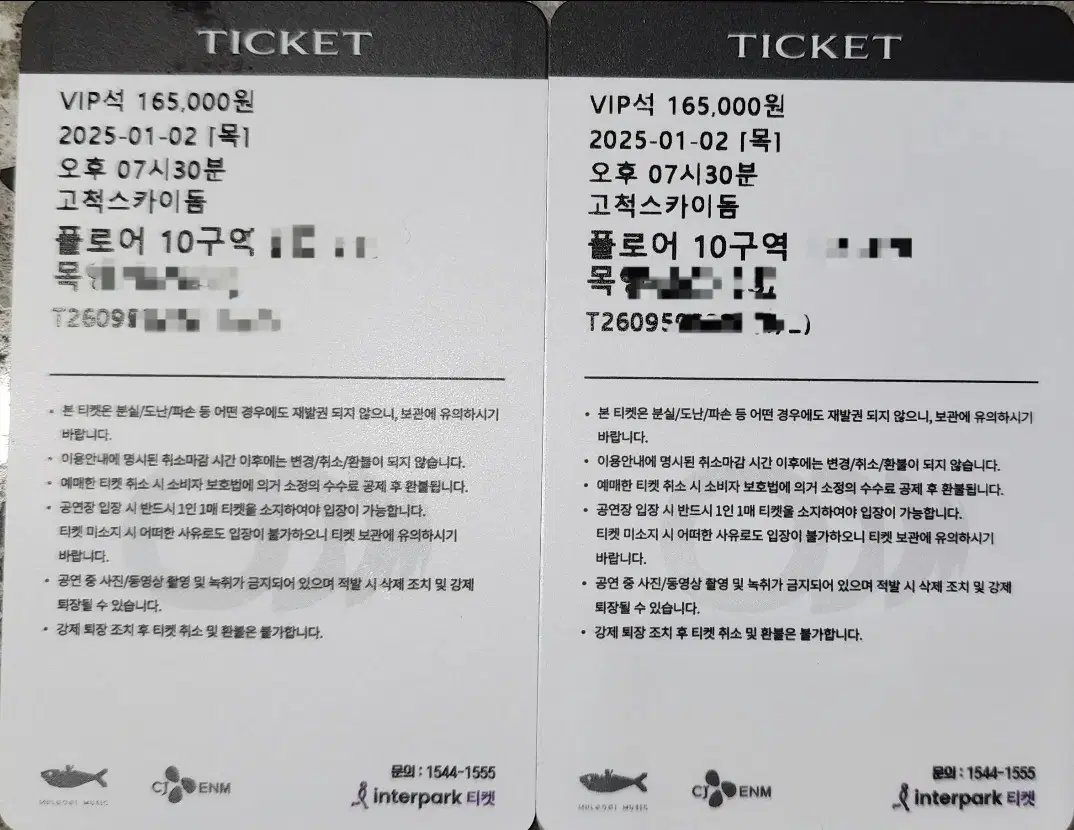 TICKET
VIP석 165,000원
2025-01-02 [목]
오후 07시30분
고척스카이돔
플로어 10구역
목
T2609
• 본 티켓은 분실/도난/파손 등 어떤 경우에도 재발권 되지 않으니, 보관에 유의하시기
바랍니다.
• 이용안내에 명시된 취소마감 시간 이후에는 변경/취소/환불이 되지 않습니다.
• 예매한 티켓 취소 시 소비자 보호법에 의거 소정의 수수료 공제 후 환불됩니다.
• 공연장 입장 시 반드시 1인 1매 티켓을 소지하여야 입장이 가능합니다.
티켓 미소지 시 어떠한 사유로도 입장이 불가하오니 티켓 보관에 유의하시기
바랍니다.
• 공연 중 사진/동영상 촬영 및 녹취가 금지되어 있으며 적발 시 삭제 조치 및 강제
퇴장될 수 있습니다.
• 강제 퇴장 조치 후 티켓 취소 및 환불은 불가합니다.
MULGOGI MUSIC
CJ ENM
문의 : 1544-1555
interpark 티켓
TICKET
VIP석 165,000원
2025-01-02 [목]
오후 07시30분
고척스카이돔
플로어 10구역
목
T26095
• 본 티켓은 분실/도난/파손 등 어떤 경우에도 재발권 되지 않으니, 보관에 유의하시기
바랍니다.
• 이용안내에 명시된 취소마감 시간 이후에는 변경/취소/환불이 되지 않습니다.
• 예매한 티켓 취소 시 소비자 보호법에 의거 소정의 수수료 공제 후 환불됩니다.
• 공연장 입장 시 반드시 1인 1매 티켓을 소지하여야 입장이 가능합니다.
티켓 미소지 시 어떠한 사유로도 입장이 불가하오니 티켓 보관에 유의하시기
바랍니다.
• 공연 중 사진/동영상 촬영 및 녹취가 금지되어 있으며 적발 시 삭제 조치 및 강제
퇴장될 수 있습니다.
• 강제 퇴장 조치 후 티켓 취소 및 환불은 불가합니다.
MULGOGI MUSIC
CJ ENM
문의 : 1544-1555
interpark 티켓